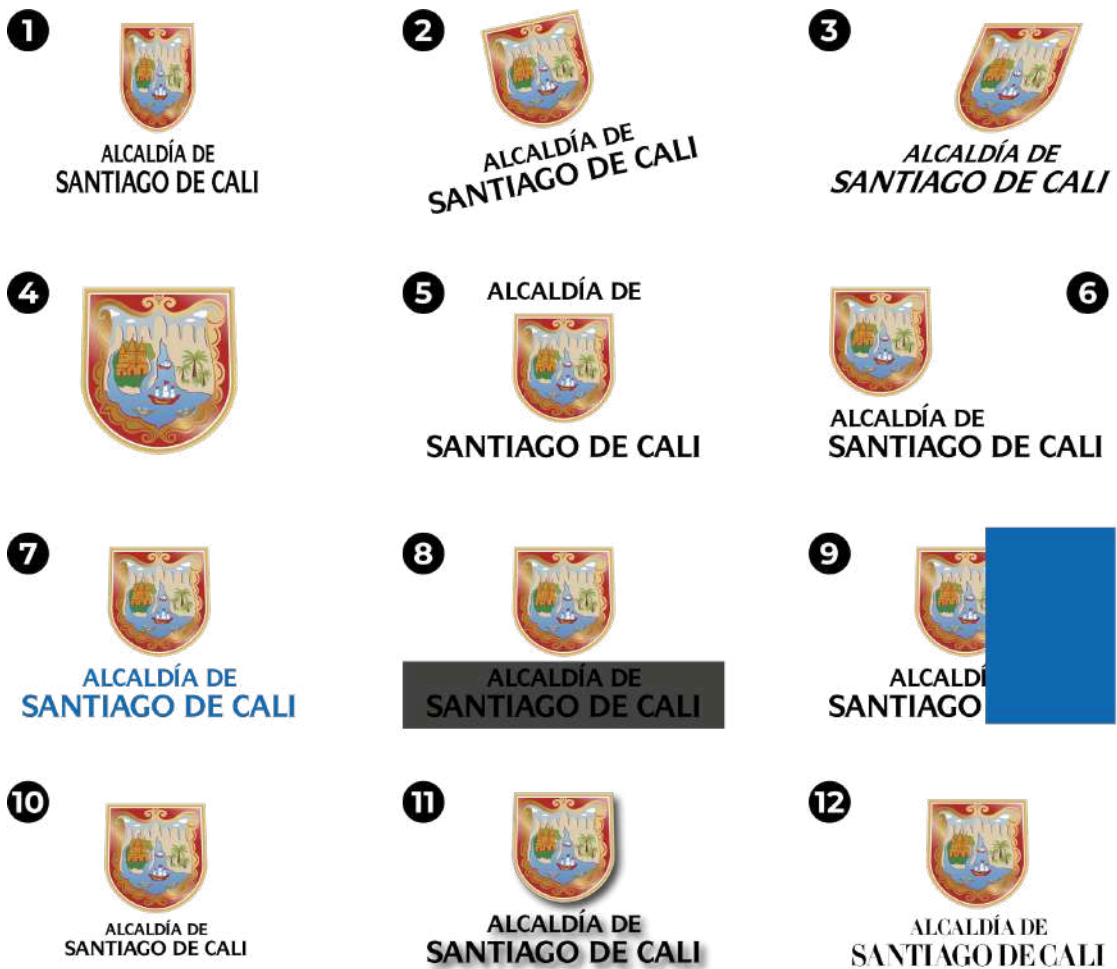 1
ALCALDÍA DE
SANTIAGO DE CALI
2
ALCALDÍA DE
SANTIAGO DE CALI
3
ALCALDÍA DE
SANTIAGO DE CALI
4
5
ALCALDÍA DE
SANTIAGO DE CALI
6
ALCALDÍA DE
SANTIAGO DE CALI
7
ALCALDÍA DE
SANTIAGO DE CALI
8
ALCALDÍA DE
SANTIAGO DE CALI
9
ALCALDÍ
SANTIAGO
10
ALCALDÍA DE
SANTIAGO DE CALI
11
ALCALDÍA DE
SANTIAGO DE CALI
12
ALCALDÍA DE
SANTIAGO DE CALI